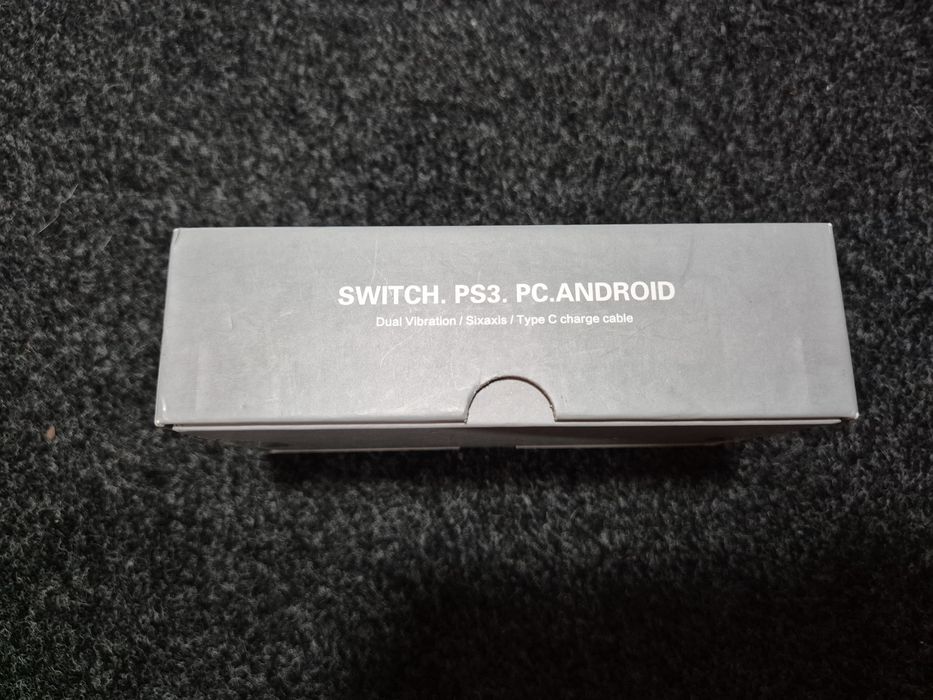 SWITCH. PS3. PC.ANDROID
Dual Vibration / Sixaxis / Type C charge cable